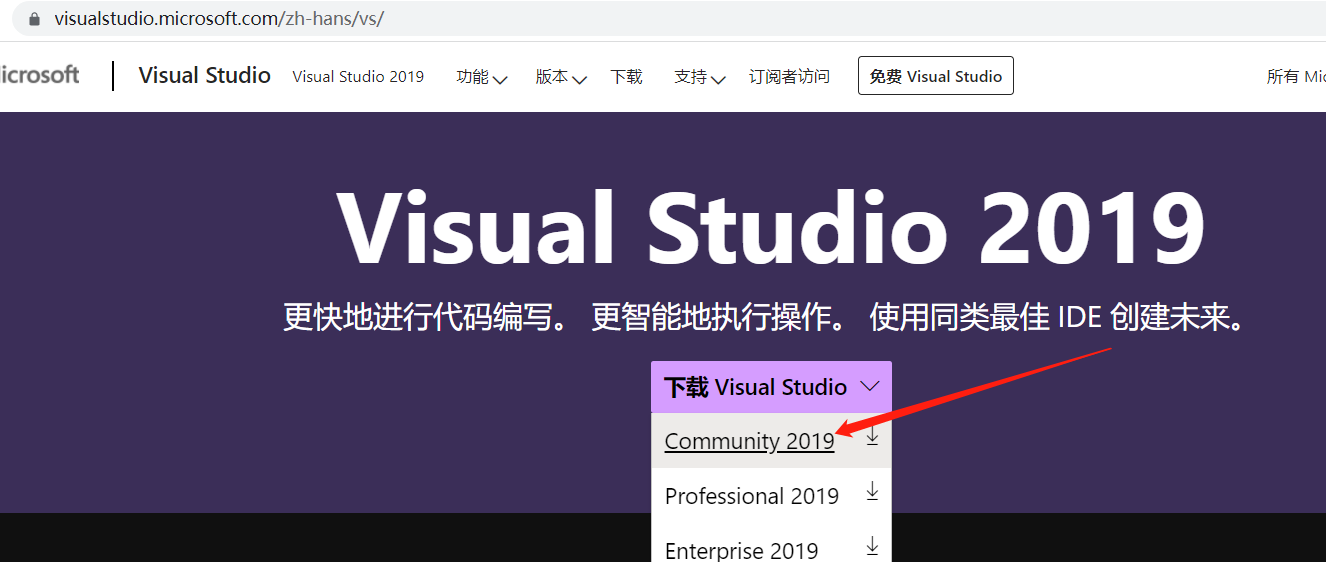 visualstudio.microsoft.com/zh-hans/vs/
icrosoft Visual Studio Visual Studio 2019 功能 版本 下载 支持 订阅者访问 免费 Visual Studio 所有 Mic
Visual Studio 2019
更快地进行代码编写。 更智能地执行操作。 使用同类最佳 IDE 创建未来。
下载 Visual Studio
Community 2019
Professional 2019
Enterprise 2019